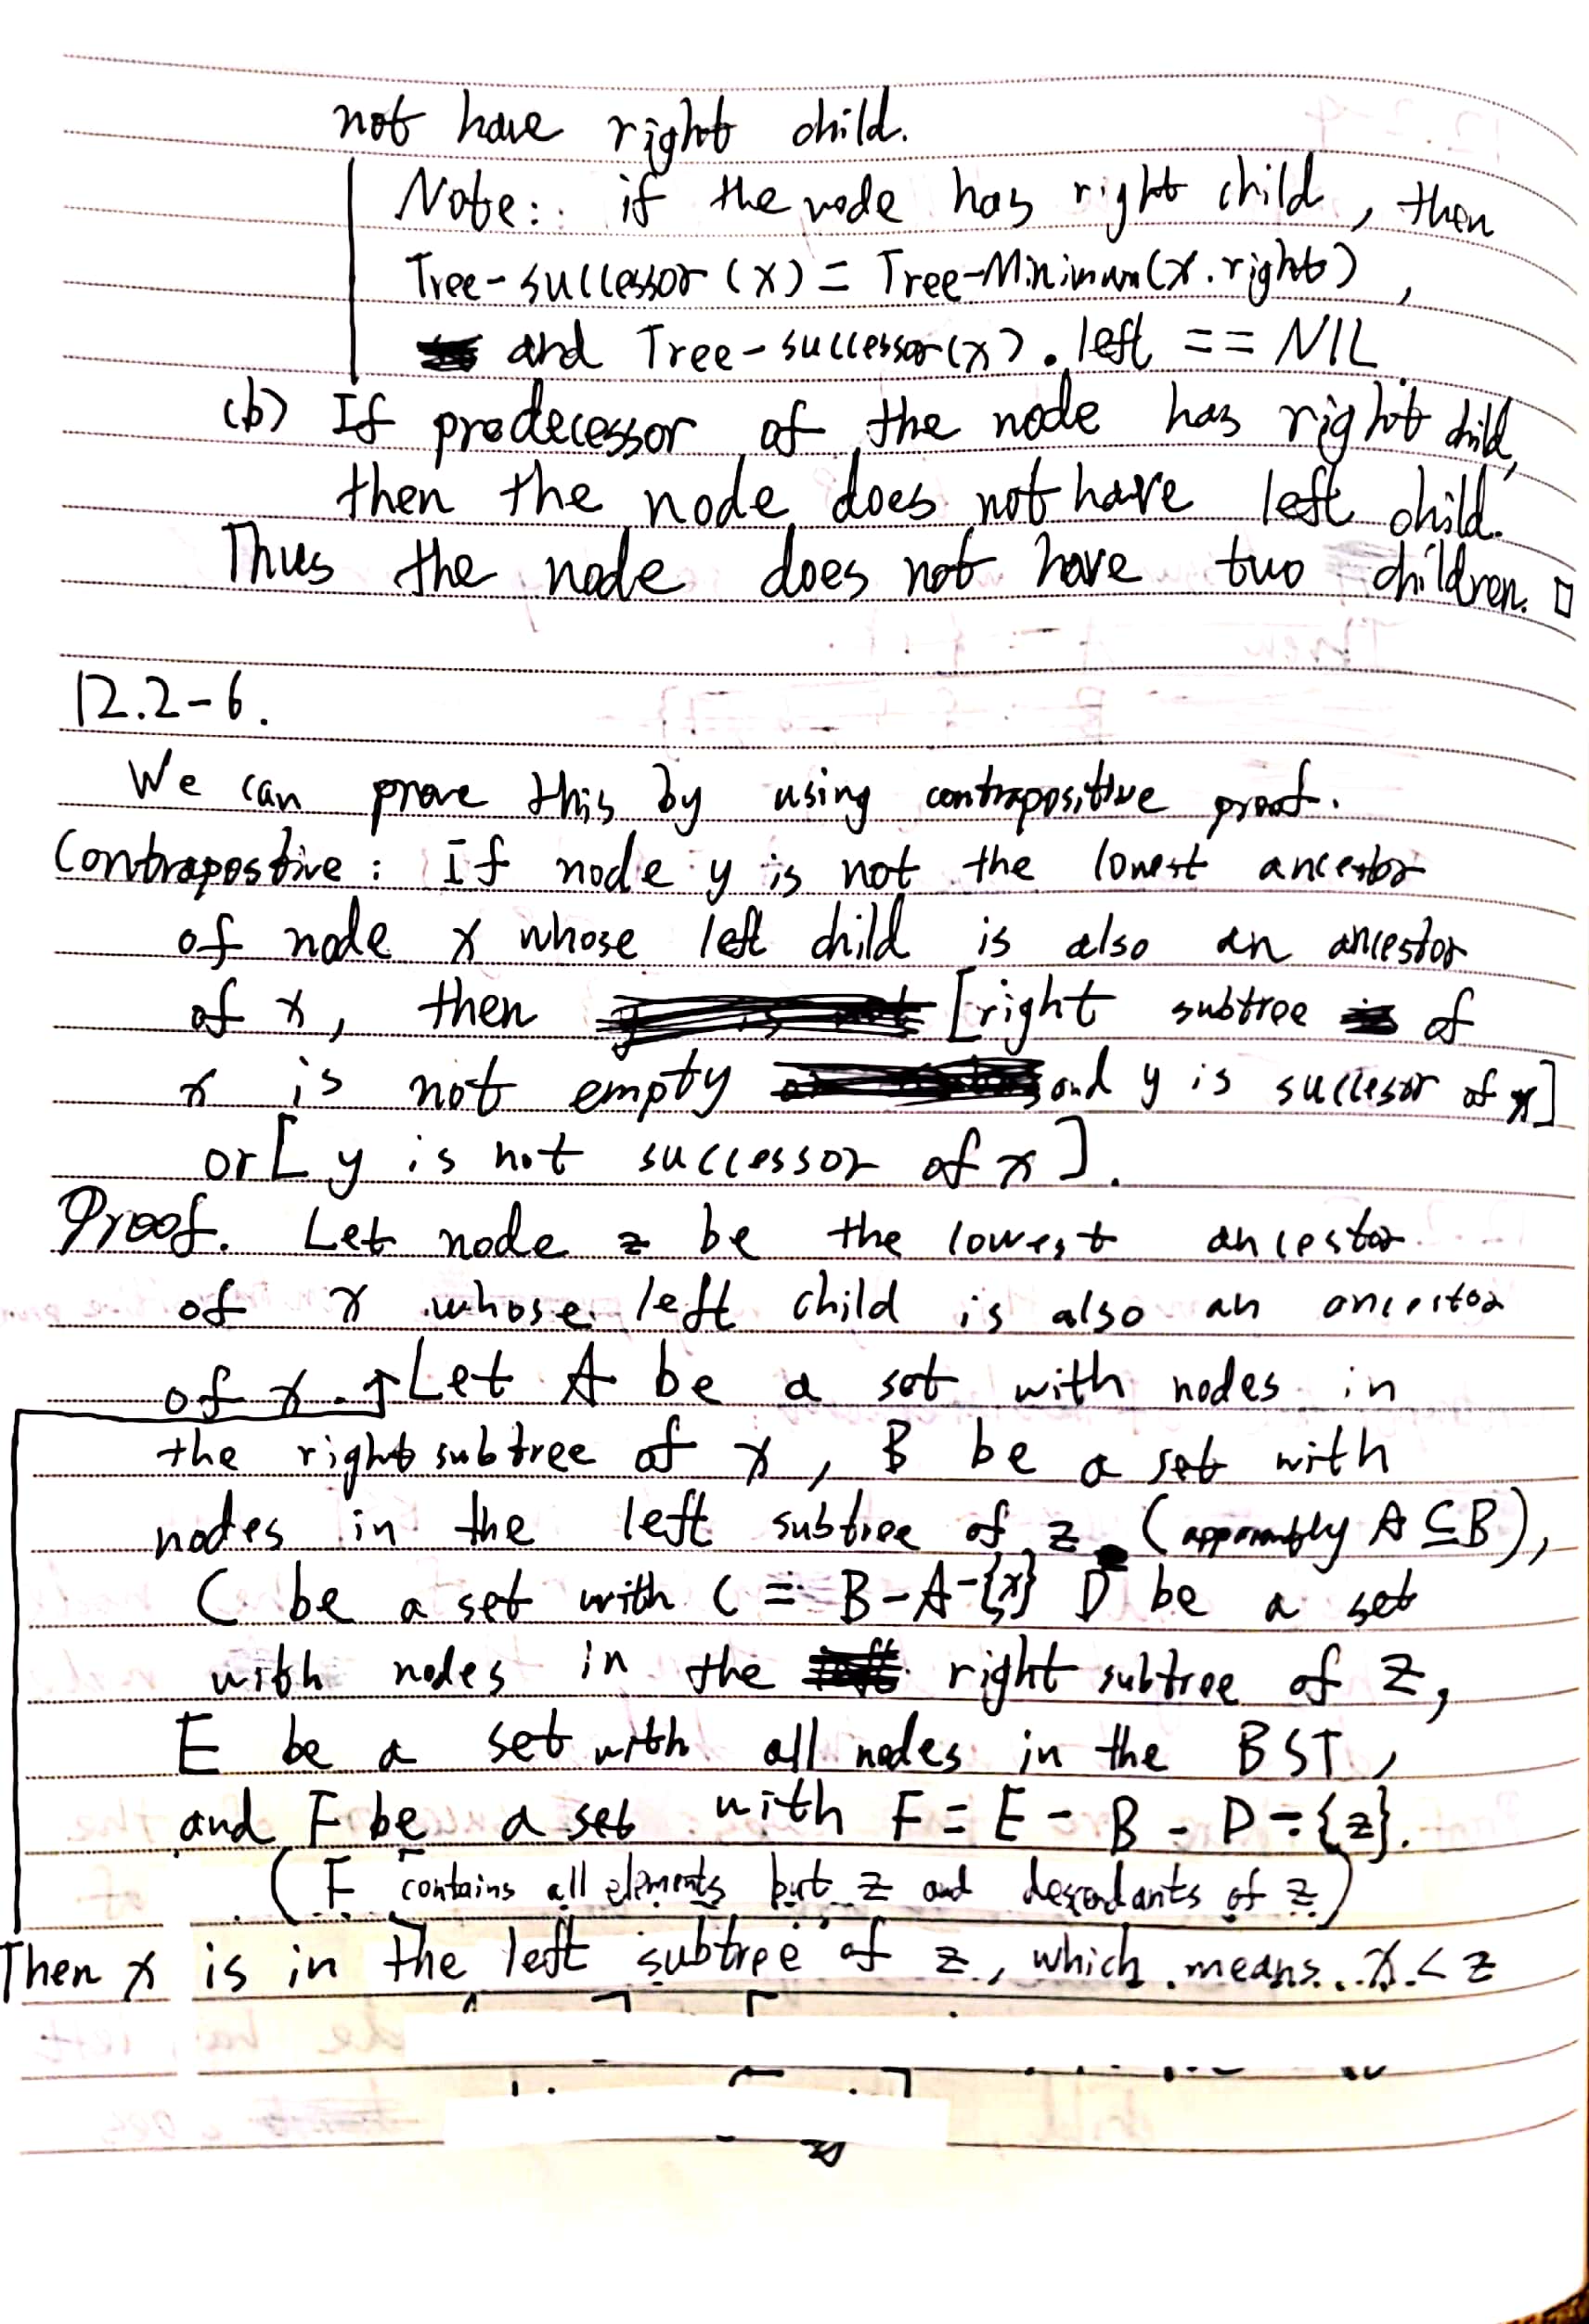 not have right child.
Note: if the node has right child, then
Tree-successor (x) = Tree-Minimum(x.right),
and Tree-successor(x).left == NIL.
(b) If predecessor of the node has right child,
then the node does not have left child.
Thus the node does not have two children. □
12.2-6.
We can prove this by using contrapositive proof.
Contrapostive: If node y is not the lowest ancestor
of node x whose left child is also an ancestor
of x, then [right subtree of
x is not empty and y is succesor of x]
or [y is not successor of x].
Proof. Let node z be the lowest ancestor
of x whose left child is also an ancestor
of x. ↑ Let A be a set with nodes in
the right subtree of x, B be a set with
nodes in the left subtree of z (A ⊆ B),
C be a set with C = B-A-{x} D be a set
with nodes in the right subtree of z,
E be a set with all nodes in the BST,
and F be a set with F = E - B - D - {z}.
(F contains all elements but z and descendants of z)
Then x is in the left subtree of z, which means x < z